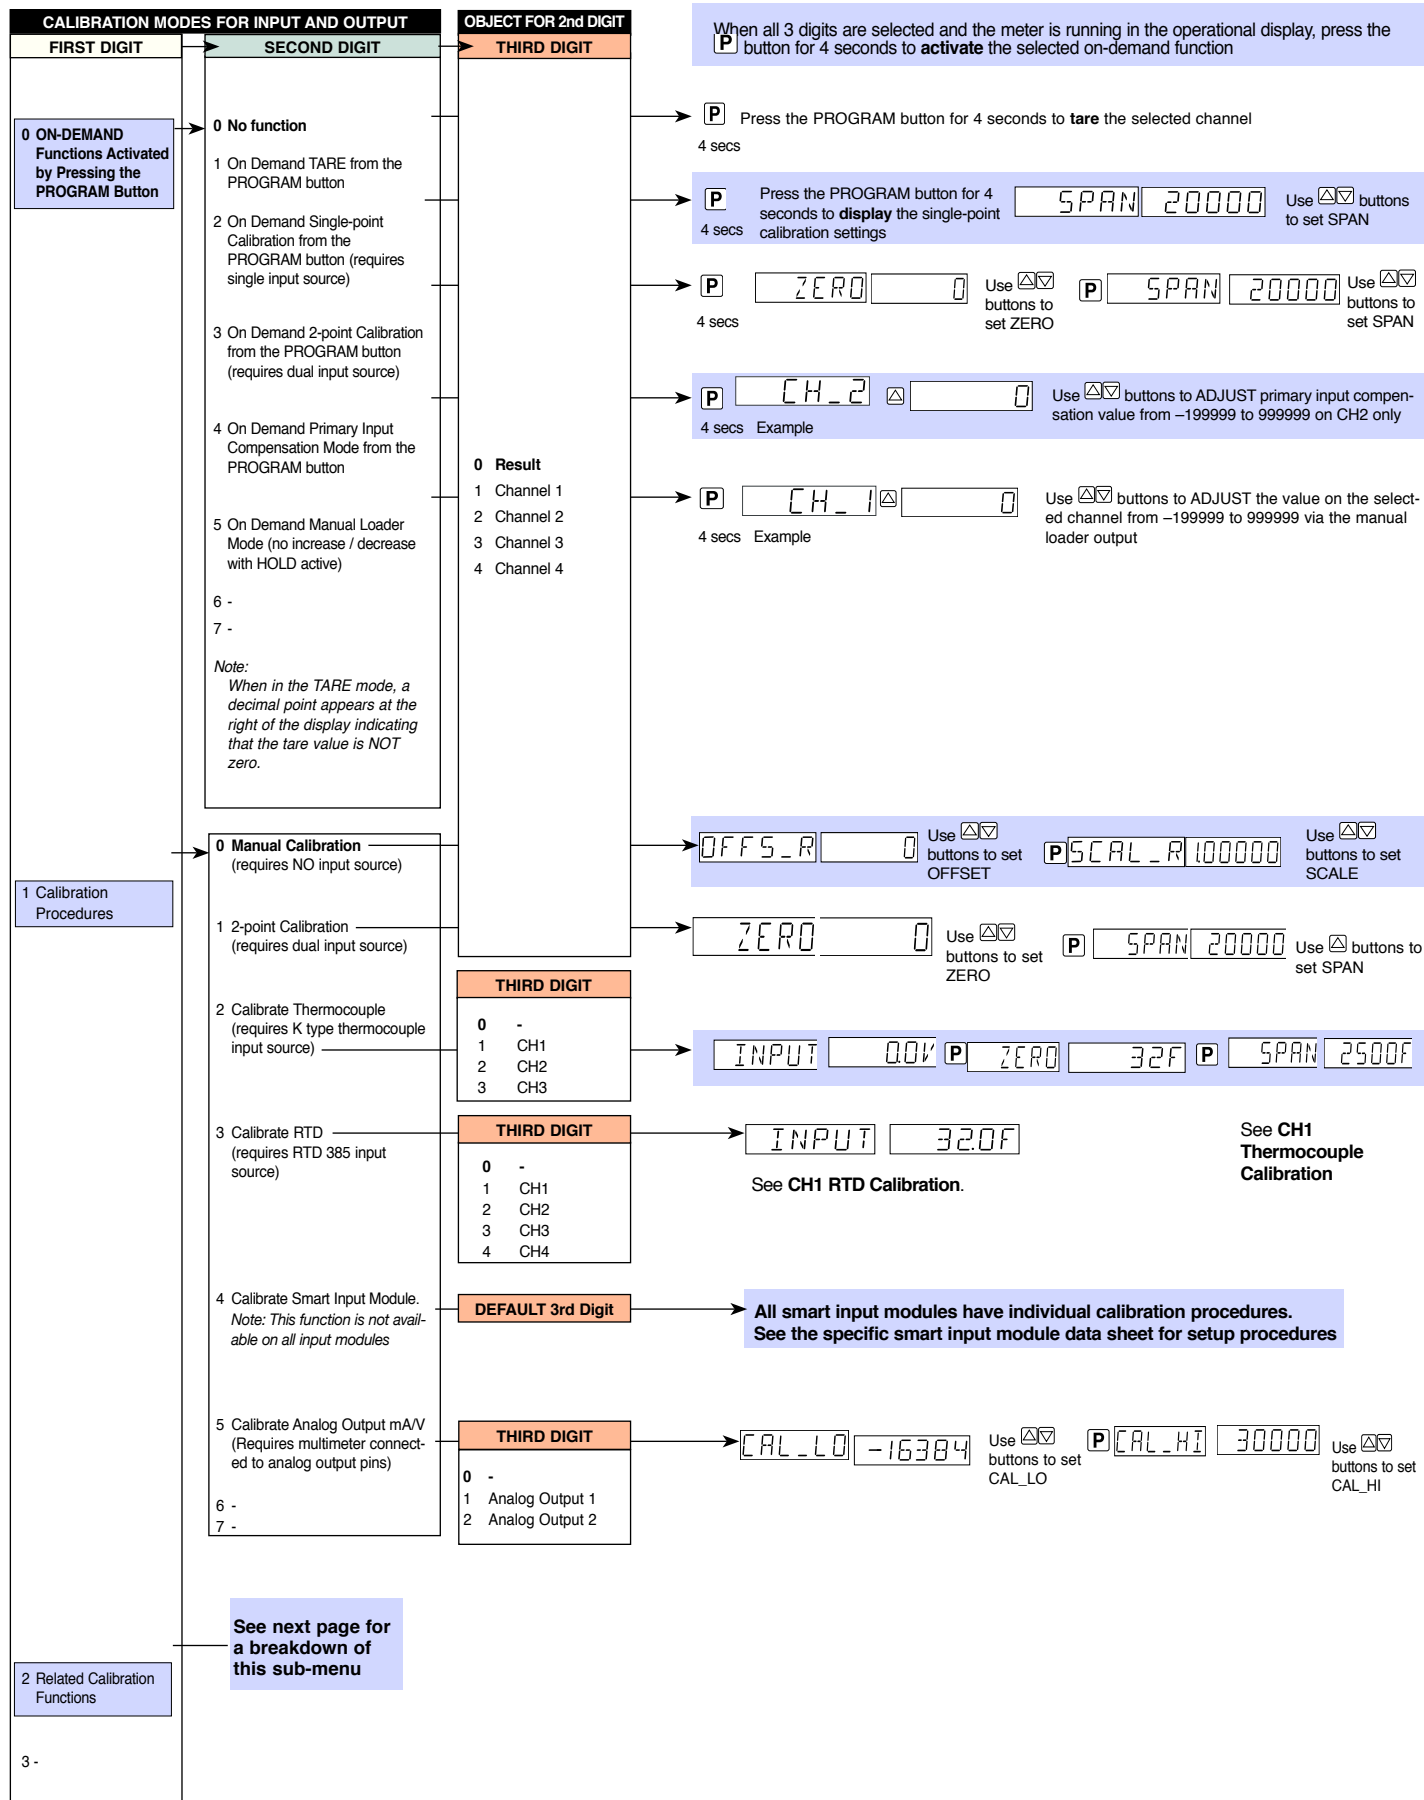 CALIBRATION MODES FOR INPUT AND OUTPUT
OBJECT FOR 2nd DIGIT
FIRST DIGIT
SECOND DIGIT
THIRD DIGIT
When all 3 digits are selected and the meter is running in the operational display, press the
P button for 4 seconds to activate the selected on-demand function
0 ON-DEMAND
Functions Activated
by Pressing the
PROGRAM Button
0 No function
1 On Demand TARE from the
PROGRAM button
2 On Demand Single-point
Calibration from the
PROGRAM button (requires
single input source)
3 On Demand 2-point Calibration
from the PROGRAM button
(requires dual input source)
4 On Demand Primary Input
Compensation Mode from the
PROGRAM button
5 On Demand Manual Loader
Mode (no increase / decrease
with HOLD active)
6 -
7 -
Note:
When in the TARE mode, a
decimal point appears at the
right of the display indicating
that the tare value is NOT
zero.
0 Result
1 Channel 1
2 Channel 2
3 Channel 3
4 Channel 4
P Press the PROGRAM button for 4 seconds to tare the selected channel
4 secs
P
4 secs
Press the PROGRAM button for 4
seconds to display the single-point
calibration settings
SPAN 20000
Use buttons
to set SPAN
P
4 secs
ZERO 0
Use
buttons to
set ZERO
P SPAN 20000
Use
buttons to
set SPAN
P CH_2 0
4 secs Example
Use buttons to ADJUST primary input compen-
sation value from –199999 to 999999 on CH2 only
P CH_1 0
4 secs Example
Use buttons to ADJUST the value on the select-
ed channel from –199999 to 999999 via the manual
loader output
1 Calibration
Procedures
0 Manual Calibration
(requires NO input source)
OFFS_R 0
Use
buttons to set
OFFSET
P SCAL_R 1.00000
Use
buttons to set
SCALE
1 2-point Calibration
(requires dual input source)
ZERO 0
Use
buttons to set
ZERO
P SPAN 20000
Use buttons to
set SPAN
2 Calibrate Thermocouple
(requires K type thermocouple
input source)
THIRD DIGIT
0 -
1 CH1
2 CH2
3 CH3
INPUT 0.0V P ZERO 32F P SPAN 2500F
See CH1
Thermocouple
Calibration
3 Calibrate RTD
(requires RTD 385 input
source)
THIRD DIGIT
0 -
1 CH1
2 CH2
3 CH3
4 CH4
INPUT 32.0F
See CH1 RTD Calibration.
4 Calibrate Smart Input Module.
Note: This function is not avail-
able on all input modules
DEFAULT 3rd Digit
All smart input modules have individual calibration procedures.
See the specific smart input module data sheet for setup procedures
5 Calibrate Analog Output mA/V
(Requires multimeter connect-
ed to analog output pins)
6 -
7 -
THIRD DIGIT
0 -
1 Analog Output 1
2 Analog Output 2
CAL_LO -16384
Use
buttons to set
CAL_LO
P CAL_HI 30000
Use
buttons to set
CAL_HI
See next page for
a breakdown of
this sub-menu
2 Related Calibration
Functions
3 -